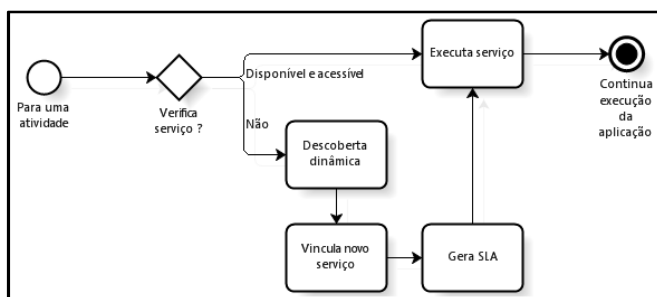 Para uma
atividade
Verifica
serviço ?
Disponível e acessível
Não
Executa serviço
Continua
execução
da
aplicação
Descoberta
dinâmica
Vincula novo
serviço
Gera SLA